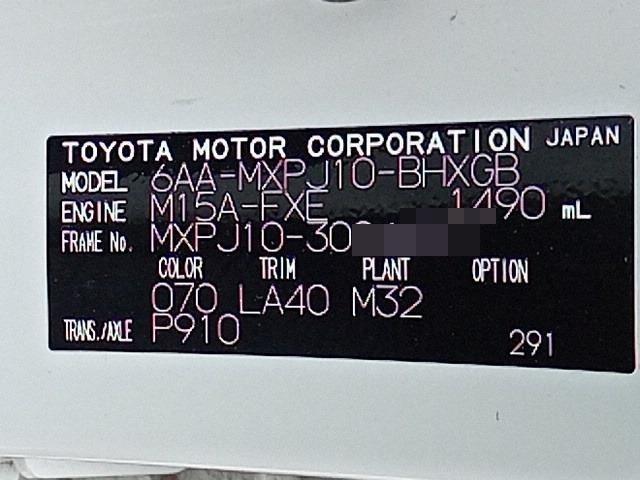 TOYOTA MOTOR CORPORATION JAPAN
MODEL 6AA-MXPJ10-BHXGB
ENGINE M15A-FXE 1490 mL
FRAME No. MXPJ10-30
COLOR TRIM PLANT OPTION
070 LA40 M32
TRANS./AXLE P910
291